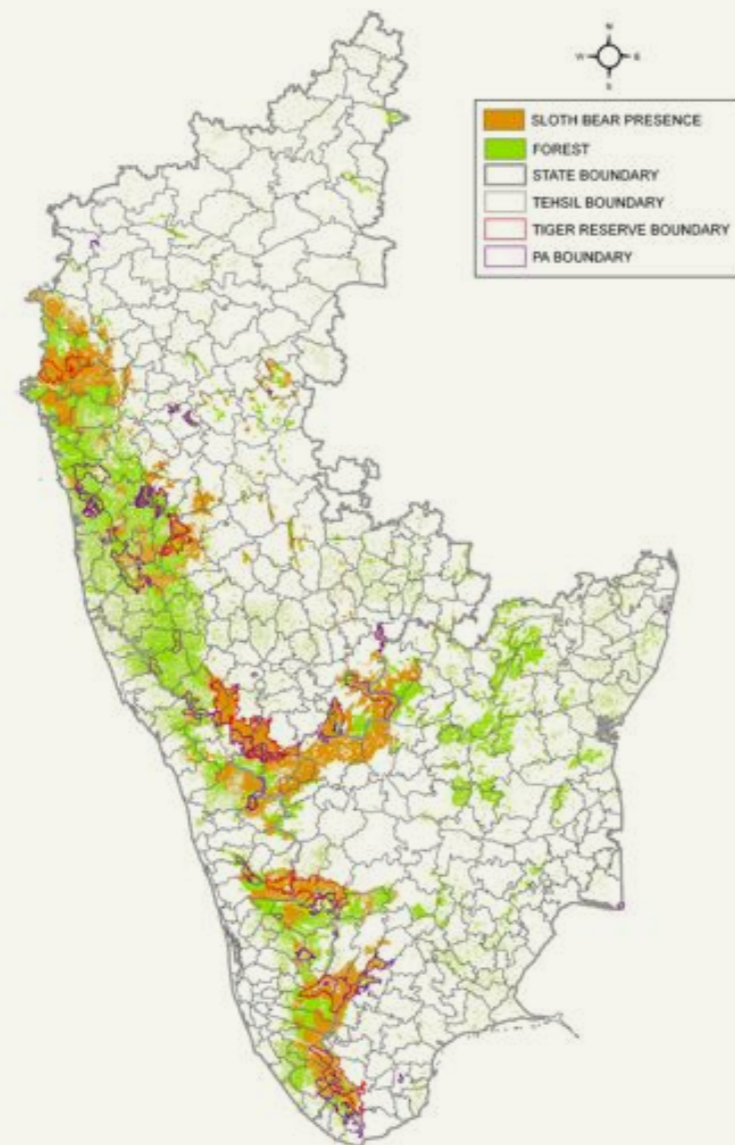 N
W E
S
SLOTH BEAR PRESENCE
FOREST
STATE BOUNDARY
TEHSIL BOUNDARY
TIGER RESERVE BOUNDARY
PA BOUNDARY